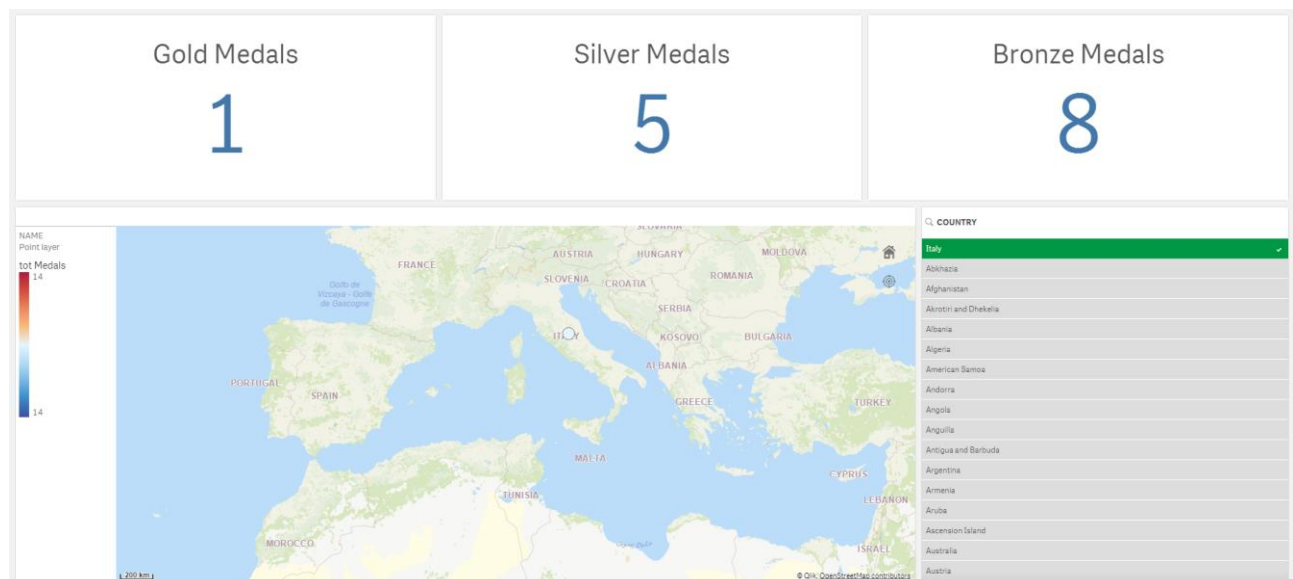 Gold Medals
1
Silver Medals
5
Bronze Medals
8
NAME
Point layer
tot Medals
14
14
SLOVAKIA
FRANCE
AUSTRIA
HUNGARY
MOLDOVA
SLOVENIA
CROATIA
ROMANIA
Golfo de
Vizcaya - Golfe
de Gascogne
SERBIA
ITALY
KOSOVO
BULGARIA
ALBANIA
PORTUGAL
SPAIN
GREECE
TURKEY
MALTA
CYPRUS
TUNISIA
LEBANON
MOROCCO
ISRAEL
200 km
© Qlik, OpenStreetMap contributors
COUNTRY
Italy
Abkhazia
Afghanistan
Akrotiri and Dhekelia
Albania
Algeria
American Samoa
Andorra
Angola
Anguilla
Antigua and Barbuda
Argentina
Armenia
Aruba
Ascension Island
Australia
Austria